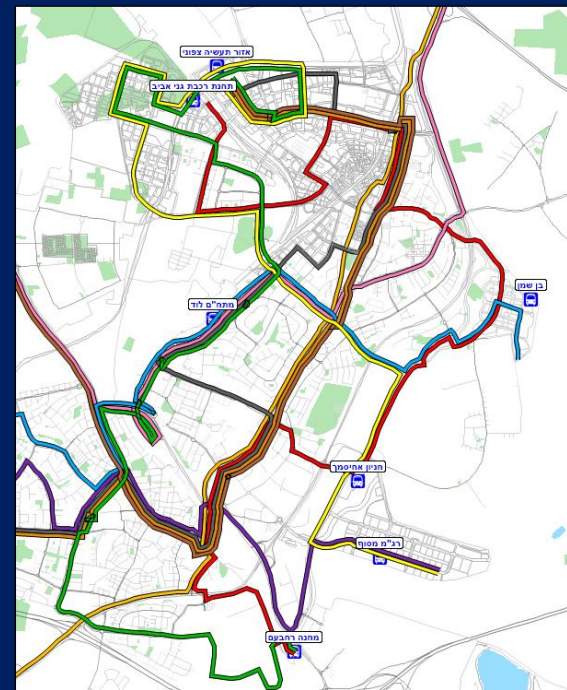 אזור תעשיה צפוני
תחנת רכבת גני אביב
בן שמן
מתח"ם לוד
חניון אחיסמך
רג"מ מסוף
מחנה רחבעם